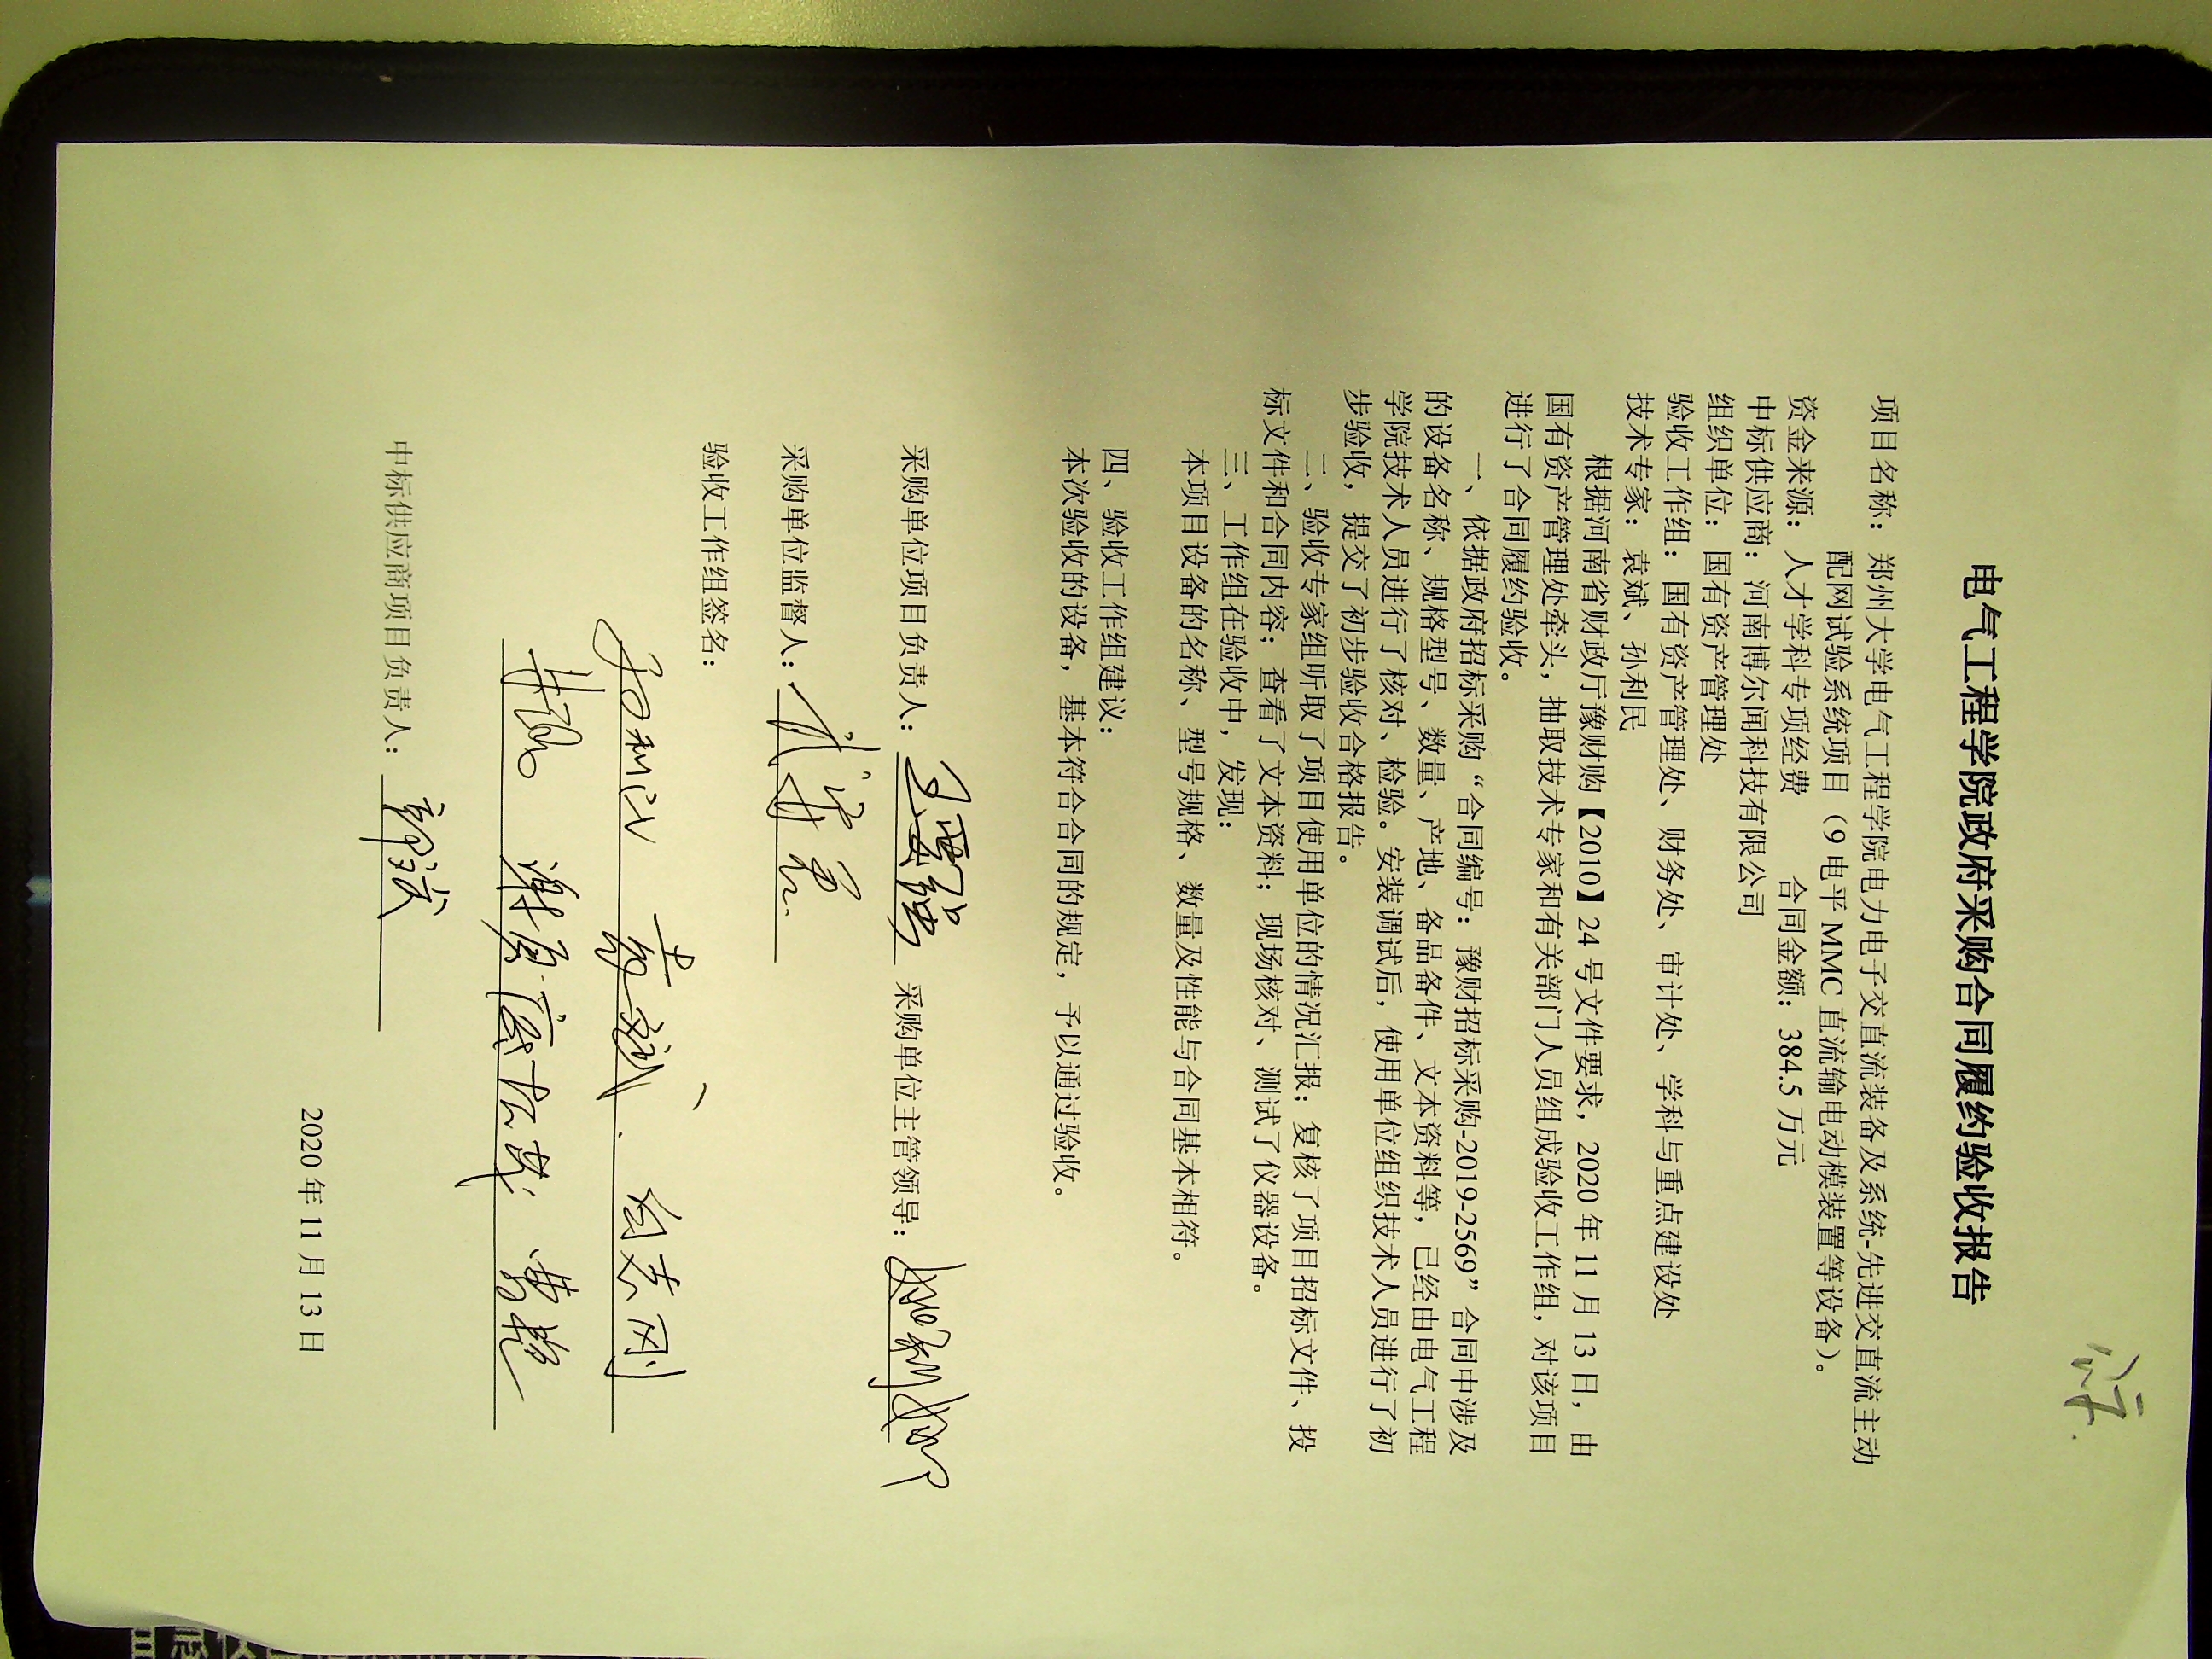 电气工程学院政府采购合同履约验收报告
项目名称：郑州大学电气工程学院电力电子交直流装备及系统-先进交直流主动
配网试验系统项目（9电平MMC直流输电动模装置等设备）。
资金来源：人才学科专项经费 合同金额：384.5万元
中标供应商：河南博尔闻科技有限公司
组织单位：国有资产管理处
验收工作组：国有资产管理处、财务处、审计处、学科与重点建设处
技术专家：袁斌、孙利民
根据河南省财政厅豫财购【2010】24号文件要求，2020年11月13日，由
国有资产管理处牵头，抽取技术专家和有关部门人员组成验收工作组，对该项目
进行了合同履约验收。
一、依据政府招标采购“合同编号：豫财招标采购-2019-2569”合同中涉及
的设备名称、规格型号、数量、产地、备品备件、文本资料等，已经由电气工程
学院技术人员进行了核对、检验。安装调试后，使用单位组织技术人员进行了初
步验收，提交了初步验收合格报告。
二、验收专家组听取了项目使用单位的情况汇报；复核了项目招标文件、投
标文件和合同内容；查看了文本资料；现场核对、测试了仪器设备。
三、工作组在验收中，发现：
本项目设备的名称、型号规格、数量及性能与合同基本相符。
四、验收工作组建议：
本次验收的设备，基本符合合同的规定，予以通过验收。
采购单位项目负责人： 采购单位主管领导：
采购单位监督人：
验收工作组签名：
袁斌
中标供应商项目负责人：
2020年11月13日